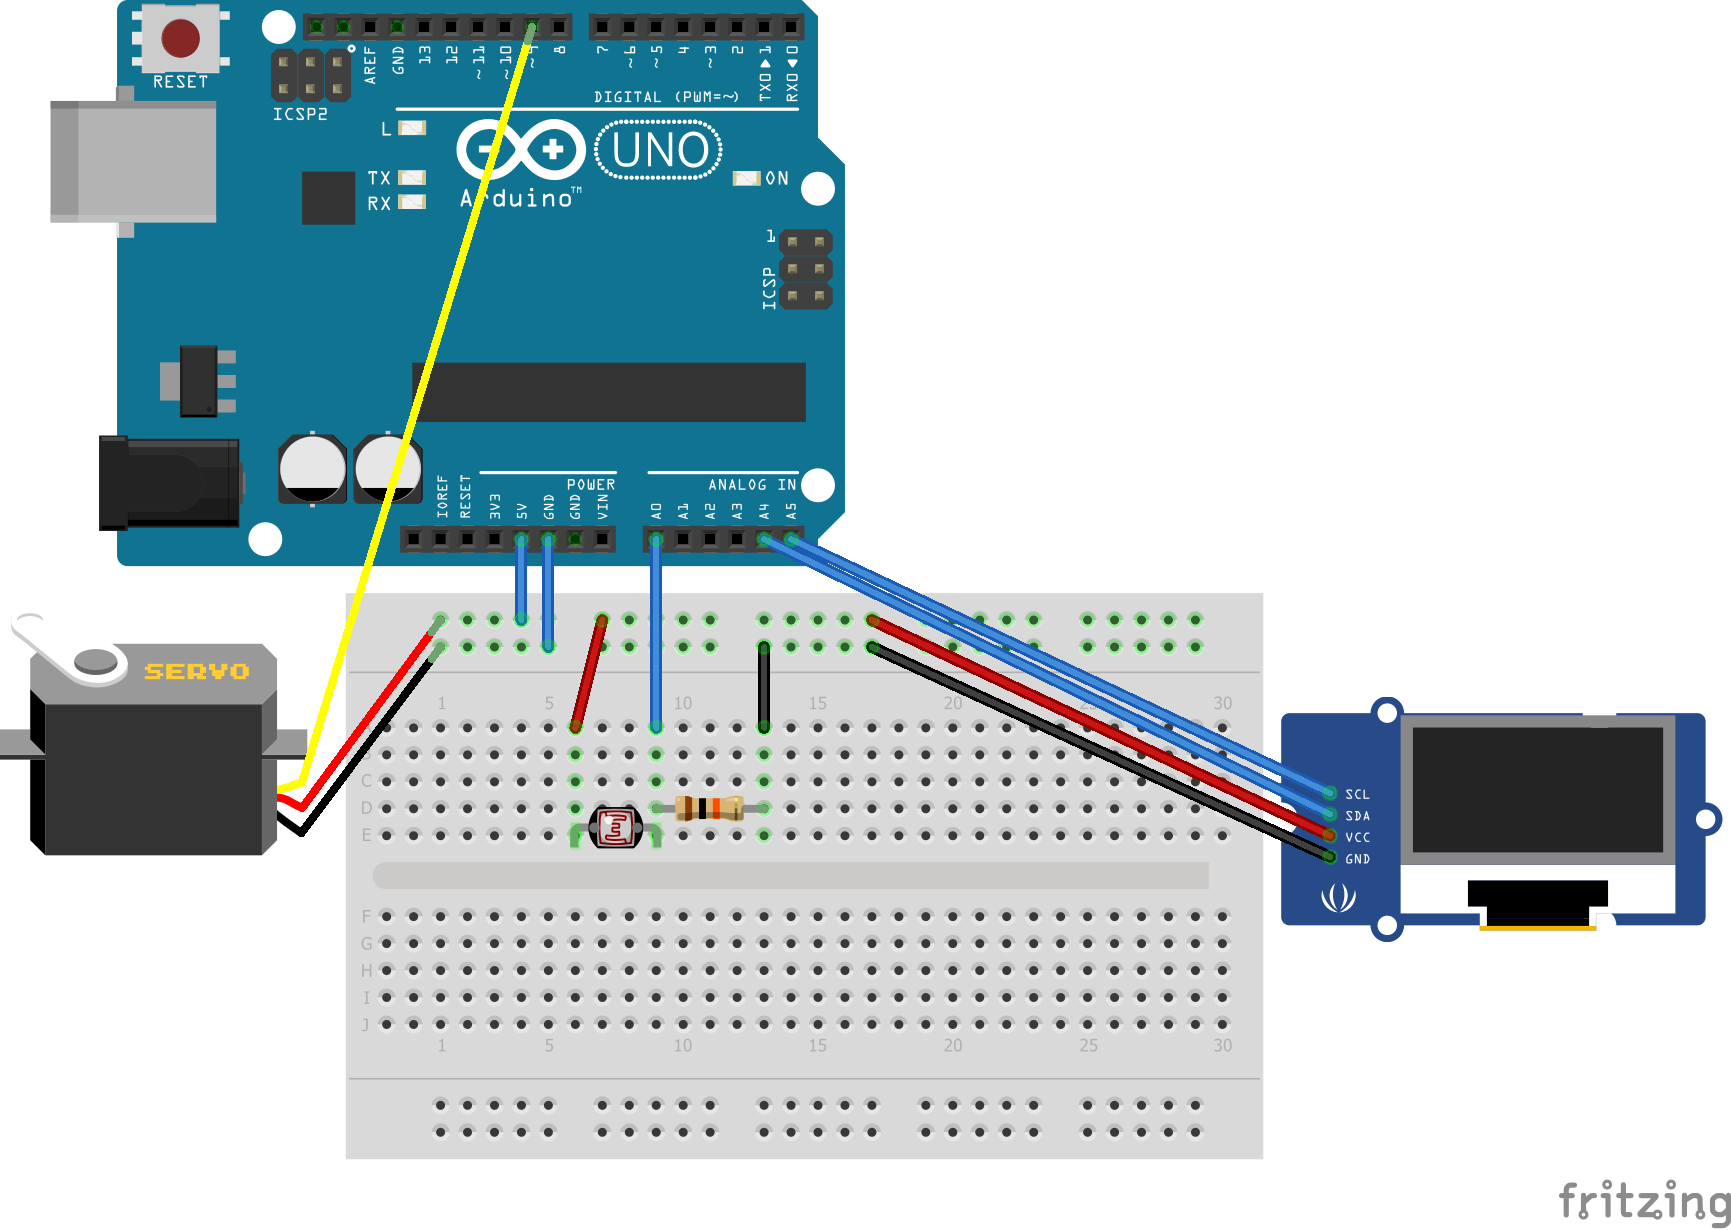 RESET
ICSP2
AREF
GND
13
12
~11
~10
~9
8
7
~6
~5
4
~3
2
TX0▶1
RX0◀0
DIGITAL (PWM=~)
L
TX
RX
Arduino™
UNO
ON
1
ICSP
IOREF
RESET
3V3
5V
GND
GND
VIN
POWER
A0
A1
A2
A3
A4
A5
ANALOG IN
SERVO
1
5
10
15
20
30
C
D
E
F
G
H
I
J
1
5
10
15
20
25
30
SCL
SDA
VCC
GND
fritzing